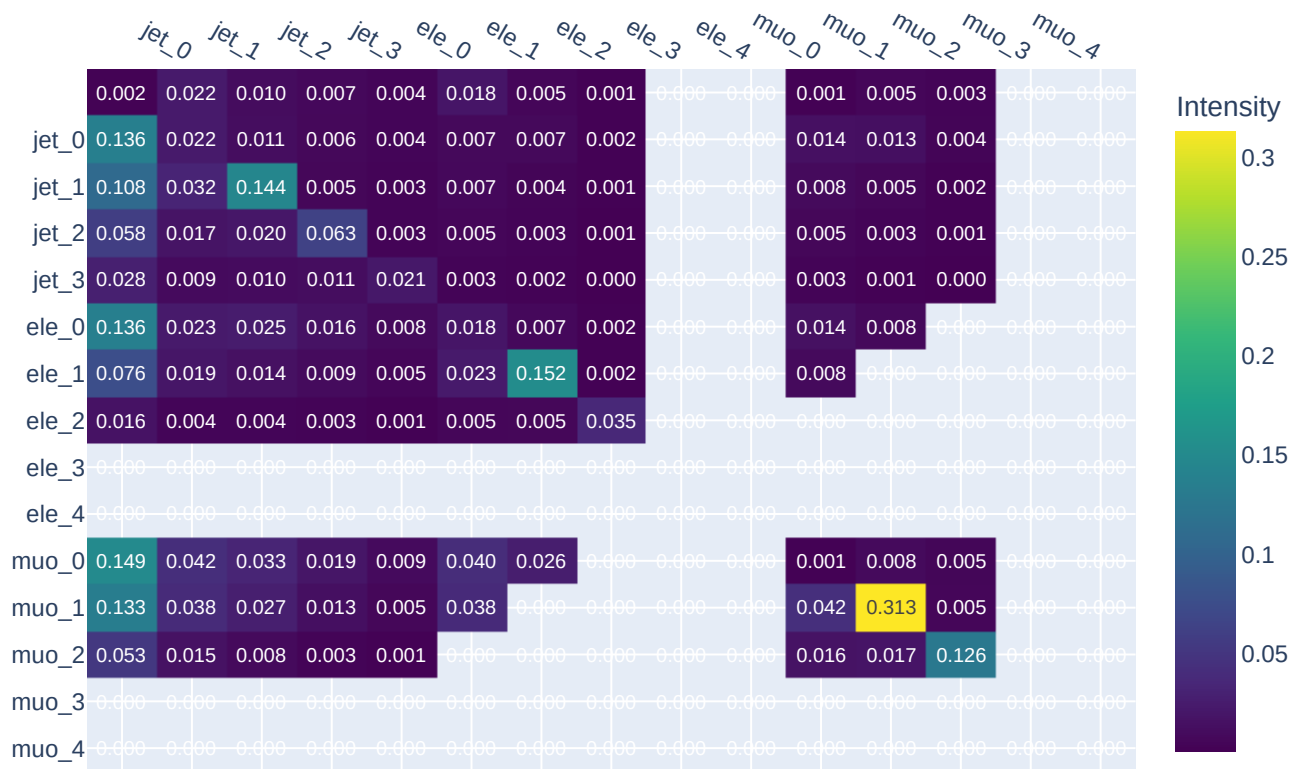 jet_0 jet_1 jet_2 jet_3 ele_0 ele_1 ele_2 ele_3 ele_4 muo_0 muo_1 muo_2 muo_3 muo_4
0.002 0.022 0.010 0.007 0.004 0.018 0.005 0.001 0.000 0.000 0.001 0.005 0.003 0.000 0.000
Intensity
jet_0 0.136 0.022 0.011 0.006 0.004 0.007 0.007 0.002 0.000 0.000 0.014 0.013 0.004 0.000 0.000
0.3
jet_1 0.108 0.032 0.144 0.005 0.003 0.007 0.004 0.001 0.000 0.000 0.008 0.005 0.002 0.000 0.000
jet_2 0.058 0.017 0.020 0.063 0.003 0.005 0.003 0.001 0.000 0.000 0.005 0.003 0.001 0.000 0.000
0.25
jet_3 0.028 0.009 0.010 0.011 0.021 0.003 0.002 0.000 0.000 0.000 0.003 0.001 0.000 0.000 0.000
ele_0 0.136 0.023 0.025 0.016 0.008 0.018 0.007 0.002 0.000 0.000 0.014 0.008 0.000 0.000 0.000
0.2
ele_1 0.076 0.019 0.014 0.009 0.005 0.023 0.152 0.002 0.000 0.000 0.008 0.000 0.000 0.000 0.000
ele_2 0.016 0.004 0.004 0.003 0.001 0.005 0.005 0.035 0.000 0.000 0.000 0.000 0.000 0.000 0.000
0.15
ele_3 0.000 0.000 0.000 0.000 0.000 0.000 0.000 0.000 0.000 0.000 0.000 0.000 0.000 0.000 0.000
ele_4 0.000 0.000 0.000 0.000 0.000 0.000 0.000 0.000 0.000 0.000 0.000 0.000 0.000 0.000 0.000
0.1
muo_0 0.149 0.042 0.033 0.019 0.009 0.040 0.026 0.000 0.000 0.000 0.001 0.008 0.005 0.000 0.000
muo_1 0.133 0.038 0.027 0.013 0.005 0.038 0.000 0.000 0.000 0.000 0.042 0.313 0.005 0.000 0.000
muo_2 0.053 0.015 0.008 0.003 0.001 0.000 0.000 0.000 0.000 0.000 0.016 0.017 0.126 0.000 0.000
0.05
muo_3 0.000 0.000 0.000 0.000 0.000 0.000 0.000 0.000 0.000 0.000 0.000 0.000 0.000 0.000 0.000
muo_4 0.000 0.000 0.000 0.000 0.000 0.000 0.000 0.000 0.000 0.000 0.000 0.000 0.000 0.000 0.000